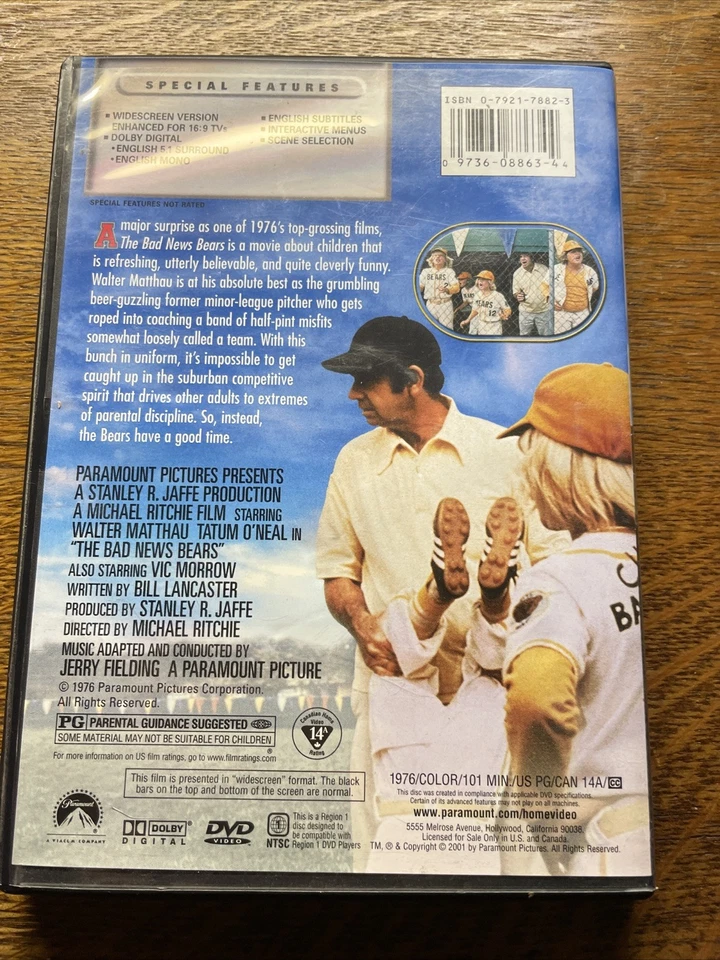 SPECIAL FEATURES
▪ WIDESCREEN VERSION
ENHANCED FOR 16:9 TVs
▪ DOLBY DIGITAL
▪ ENGLISH 5.1 SURROUND
▪ ENGLISH MONO
▪ ENGLISH SUBTITLES
▪ INTERACTIVE MENUS
▪ SCENE SELECTION
SPECIAL FEATURES NOT RATED
ISBN 0-7921-7882-3
0 9736-08863-4 4
A major surprise as one of 1976's top-grossing films,
The Bad News Bears is a movie about children that
is refreshing, utterly believable, and quite cleverly funny.
Walter Matthau is at his absolute best as the grumbling
beer-guzzling former minor-league pitcher who gets
roped into coaching a band of half-pint misfits
somewhat loosely called a team. With this
bunch in uniform, it's impossible to get
caught up in the suburban competitive
spirit that drives other adults to extremes
of parental discipline. So, instead,
the Bears have a good time.
BEARS
2
BEARS
12
BA
PARAMOUNT PICTURES PRESENTS
A STANLEY R. JAFFE PRODUCTION
A MICHAEL RITCHIE FILM STARRING
WALTER MATTHAU TATUM O'NEAL IN
"THE BAD NEWS BEARS"
ALSO STARRING VIC MORROW
WRITTEN BY BILL LANCASTER
PRODUCED BY STANLEY R. JAFFE
DIRECTED BY MICHAEL RITCHIE
MUSIC ADAPTED AND CONDUCTED BY
JERRY FIELDING A PARAMOUNT PICTURE
© 1976 Paramount Pictures Corporation.
All Rights Reserved.
PG PARENTAL GUIDANCE SUGGESTED
SOME MATERIAL MAY NOT BE SUITABLE FOR CHILDREN ®
For more information on US film ratings, go to www.filmratings.com
Canadian Home
Video
14A
Rating
This film is presented in "widescreen" format. The black
bars on the top and bottom of the screen are normal.
1976/COLOR/101 MIN./US PG/CAN 14A/CC
This disc was created in compliance with applicable DVD specifications.
Certain of its advanced features may not play on all machines.
www.paramount.com/homevideo
5555 Melrose Avenue, Hollywood, California 90038.
Licensed for Sale Only in U.S. and Canada.
TM, ® & Copyright © 2001 by Paramount Pictures. All Rights Reserved.
Paramount
A VIACOM COMPANY
DOLBY
DIGITAL
DVD
VIDEO
1
NTSC
This is a Region 1
disc designed to
be compatible with
Region 1 DVD Players